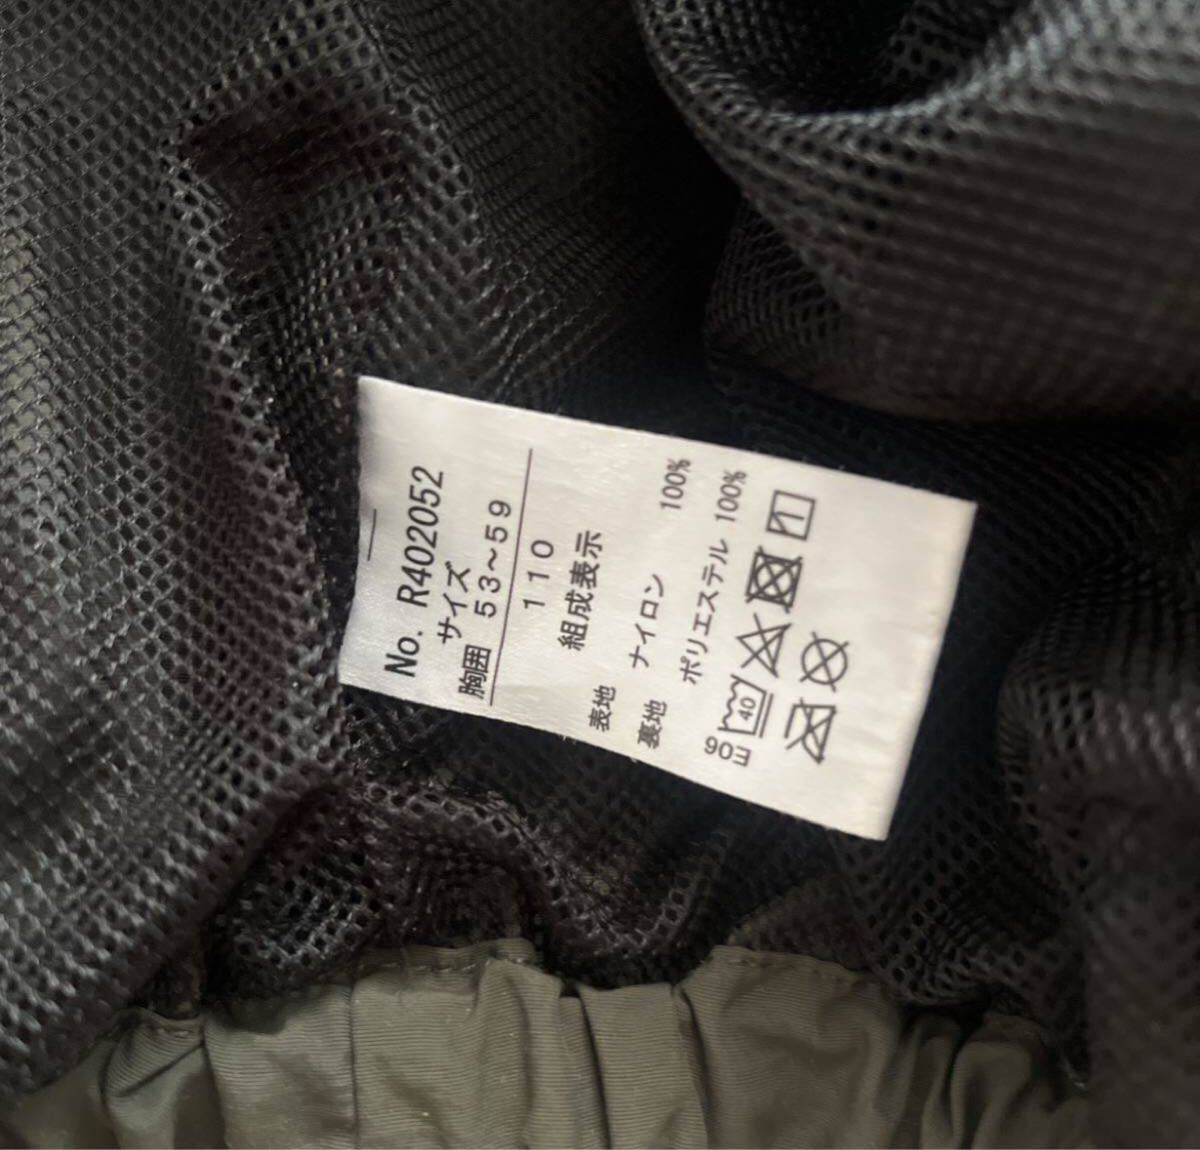 No. R402052
サイズ
胸囲 53~59
110
組成表示
表地 ナイロン 100%
裏地 ポリエステル 100%
40